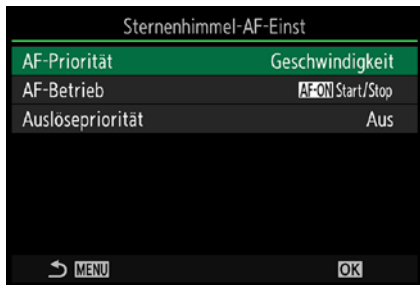 Sternenhimmel-AF-Einst
AF-Priorität Geschwindigkeit
AF-Betrieb AF-ON Start/Stop
Auslösepriorität Aus
MENU OK